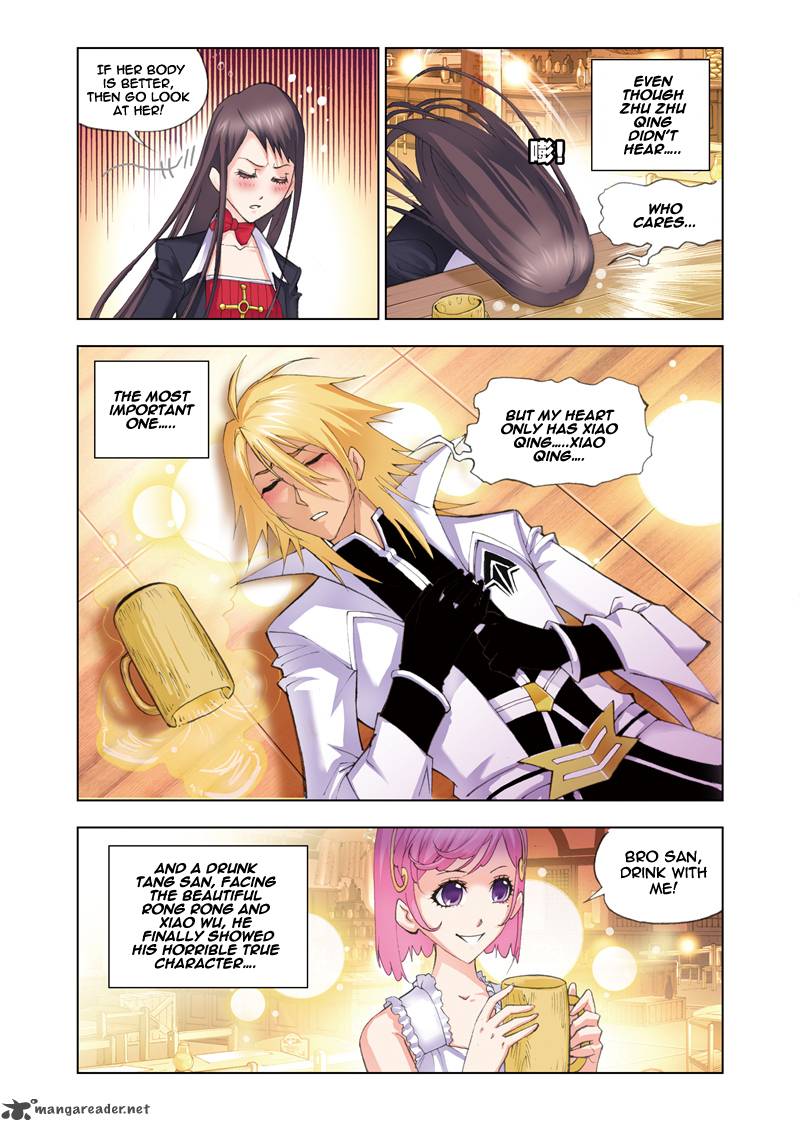 IF HER BODY
IS BETTER,
THEN GO LOOK
AT HER!
EVEN
THOUGH
ZHU ZHU
QING
DIDN'T
HEAR.....
嘭!
WHO
CARES...
THE MOST
IMPORTANT
ONE.....
BUT MY HEART
ONLY HAS XIAO
QING.....XIAO
QING....
AND A DRUNK
TANG SAN, FACING
THE BEAUTIFUL
RONG RONG AND
XIAO WU, HE
FINALLY SHOWED
HIS HORRIBLE TRUE
CHARACTER....
BRO SAN,
DRINK WITH
ME!
mangareader.net